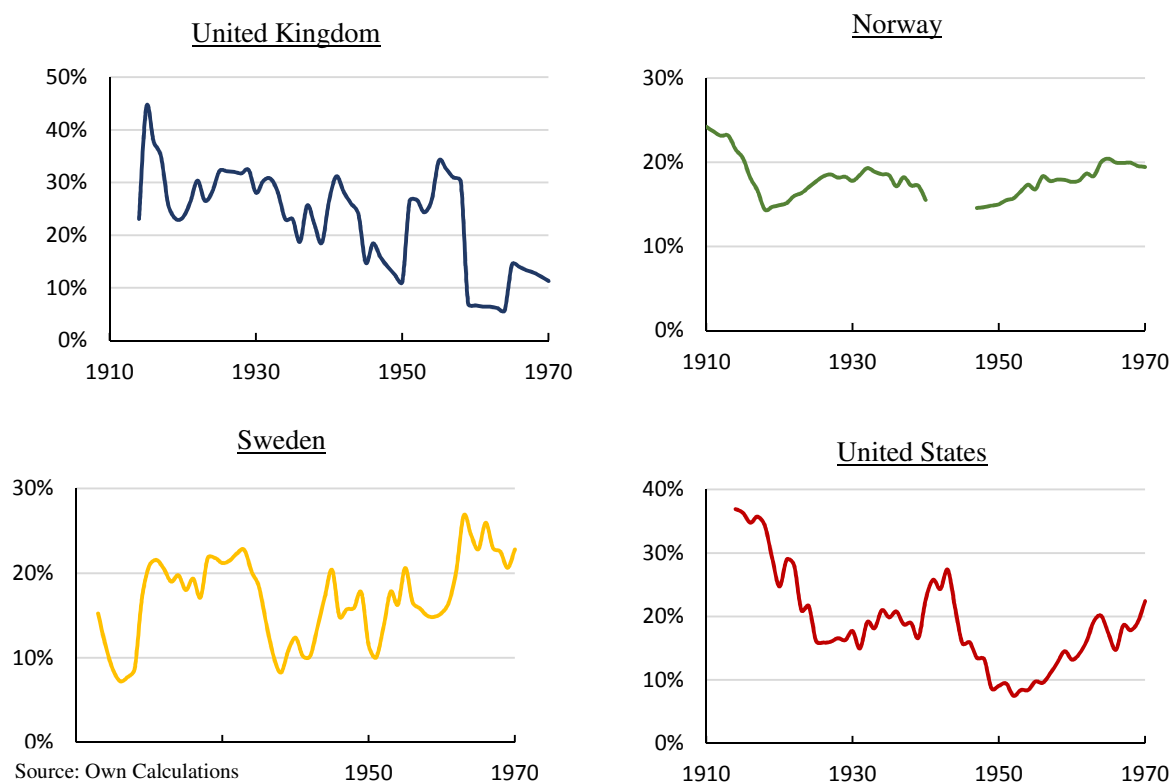 United Kingdom
50%
40%
30%
20%
10%
0%
1910 1930 1950 1970
Norway
30%
20%
10%
0%
1910 1930 1950 1970
Sweden
30%
20%
10%
0%
1950 1970
Source: Own Calculations
United States
40%
30%
20%
10%
0%
1910 1930 1950 1970